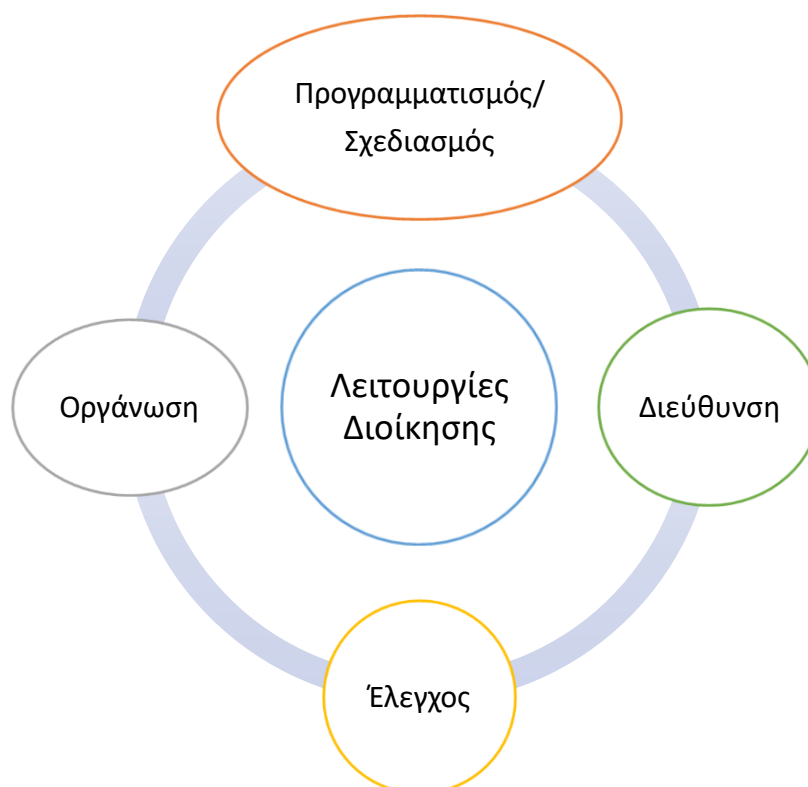 Προγραμματισμός/
Σχεδιασμός
Οργάνωση
Λειτουργίες
Διοίκησης
Διεύθυνση
Έλεγχος